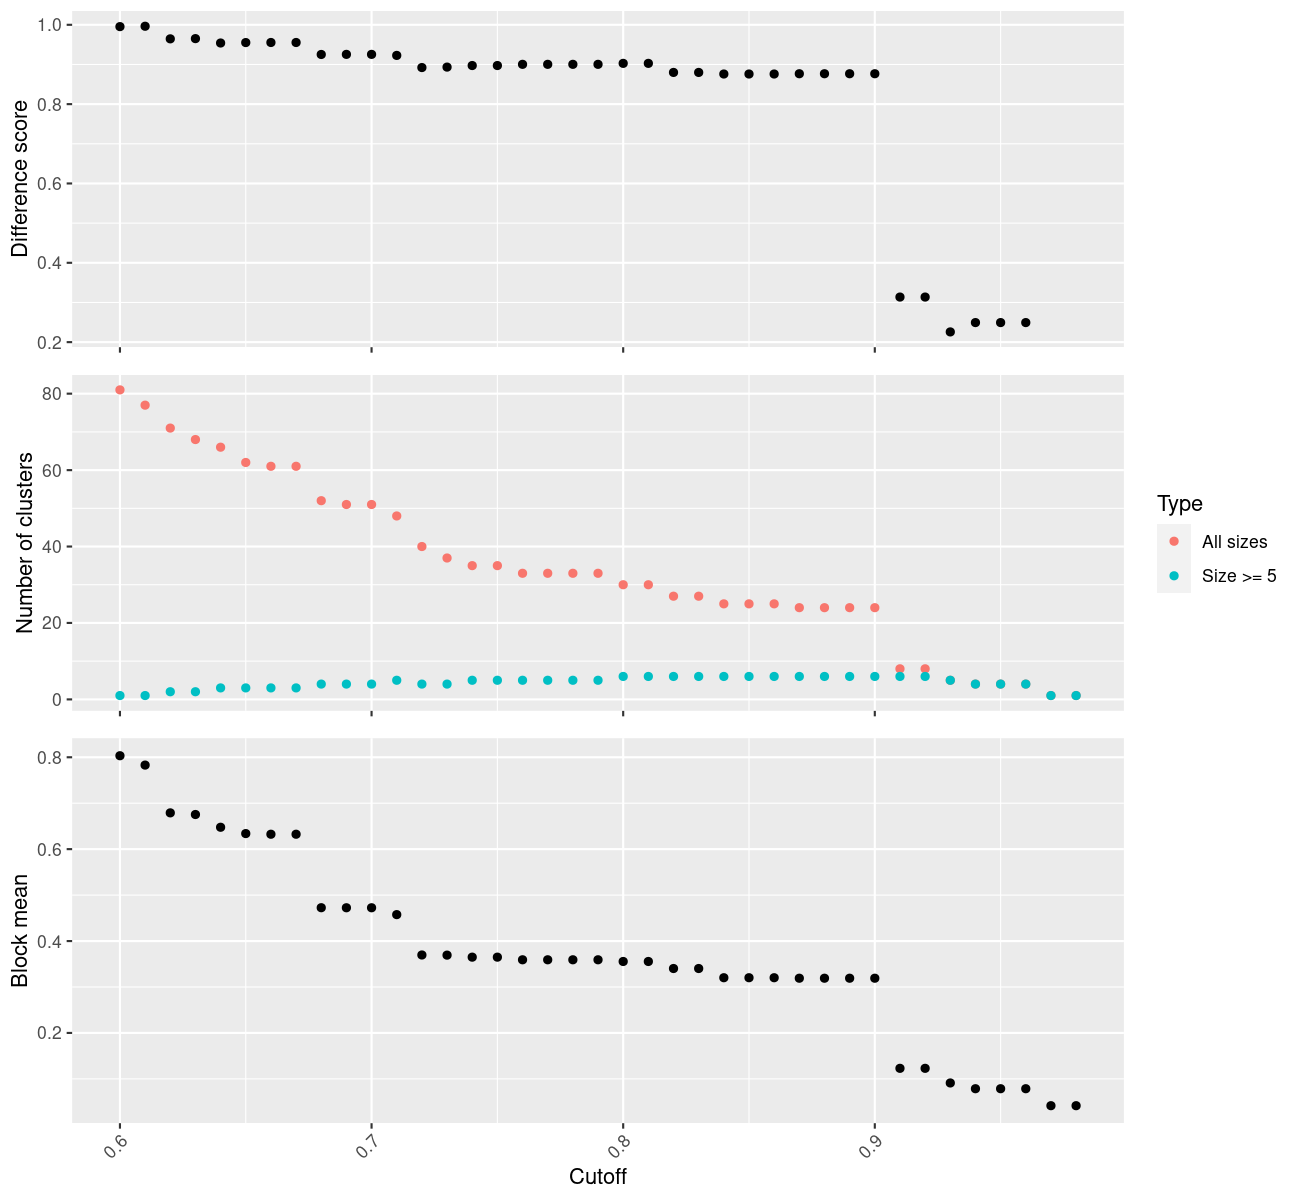 1.0
0.8
0.6
0.4
0.2
Difference score
80
60
40
20
0
Number of clusters
Type
All sizes
Size >= 5
0.8
0.6
0.4
0.2
Block mean
0.6
0.7
0.8
0.9
Cutoff